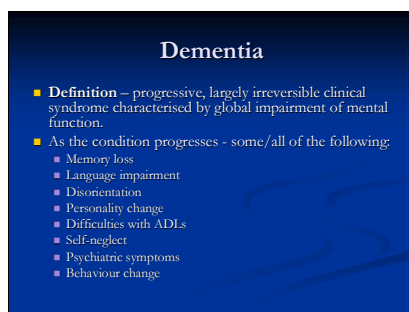 Dementia
Definition – progressive, largely irreversible clinical
syndrome characterised by global impairment of mental
function.
As the condition progresses - some/all of the following:
Memory loss
Language impairment
Disorientation
Personality change
Difficulties with ADLs
Self-neglect
Psychiatric symptoms
Behaviour change